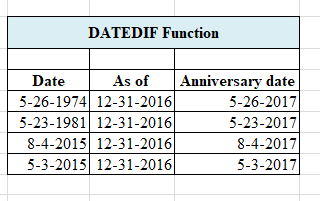 DATEDIF Function
Date As of Anniversary date
5-26-1974 12-31-2016 5-26-2017
5-23-1981 12-31-2016 5-23-2017
8-4-2015 12-31-2016 8-4-2017
5-3-2015 12-31-2016 5-3-2017